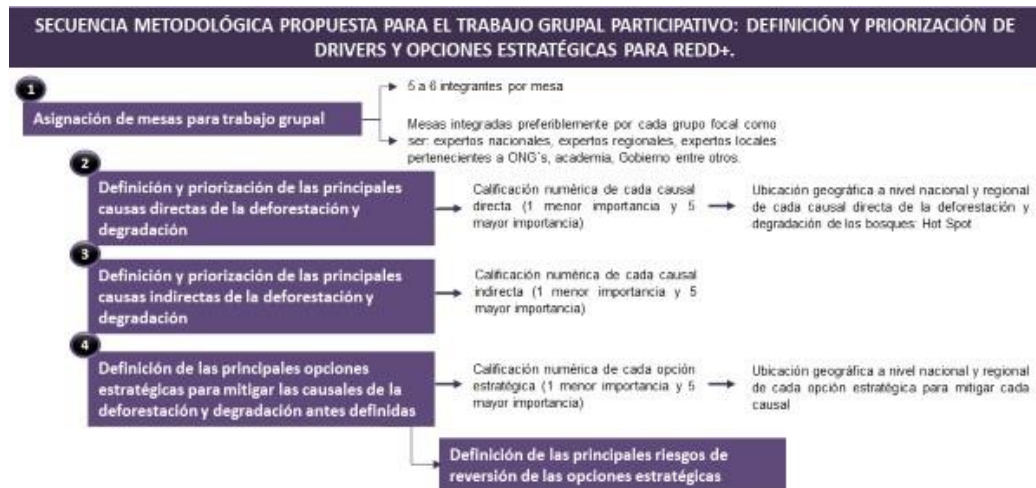 SECUENCIA METODOLÓGICA PROPUESTA PARA EL TRABAJO GRUPAL PARTICIPATIVO: DEFINICIÓN Y PRIORIZACIÓN DE
DRIVERS Y OPCIONES ESTRATÉGICAS PARA REDD+.
1
Asignación de mesas para trabajo grupal
5 a 6 integrantes por mesa
Mesas integradas preferiblemente por cada grupo focal como
ser: expertos nacionales, expertos regionales, expertos locales
pertenecientes a ONG´s, academia, Gobierno entre otros.
2
Definición y priorización de las principales
causas directas de la deforestación y
degradación
Calificación numérica de cada causal
directa (1 menor importancia y 5
mayor importancia)
Ubicación geográfica a nivel nacional y regional
de cada causal directa de la deforestación y
degradación de los bosques: Hot Spot
3
Definición y priorización de las principales
causas indirectas de la deforestación y
degradación
Calificación numérica de cada causal
indirecta (1 menor importancia y 5
mayor importancia)
4
Definición de las principales opciones
estratégicas para mitigar las causales de la
deforestación y degradación antes definidas
Calificación numérica de cada opción
estratégica (1 menor importancia y 5
mayor importancia)
Ubicación geográfica a nivel nacional y regional
de cada opción estratégica para mitigar cada
causal
Definición de las principales riesgos de
reversión de las opciones estratégicas